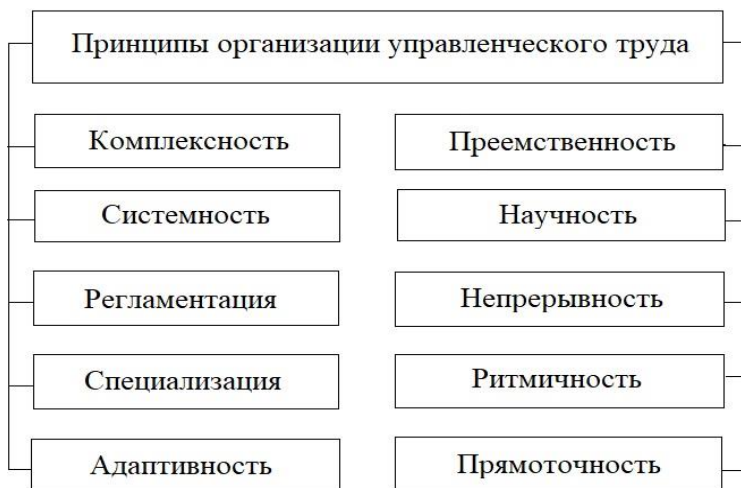 Принципы организации управленческого труда
Комплексность
Преемственность
Системность
Научность
Регламентация
Непрерывность
Специализация
Ритмичность
Адаптивность
Прямоточность